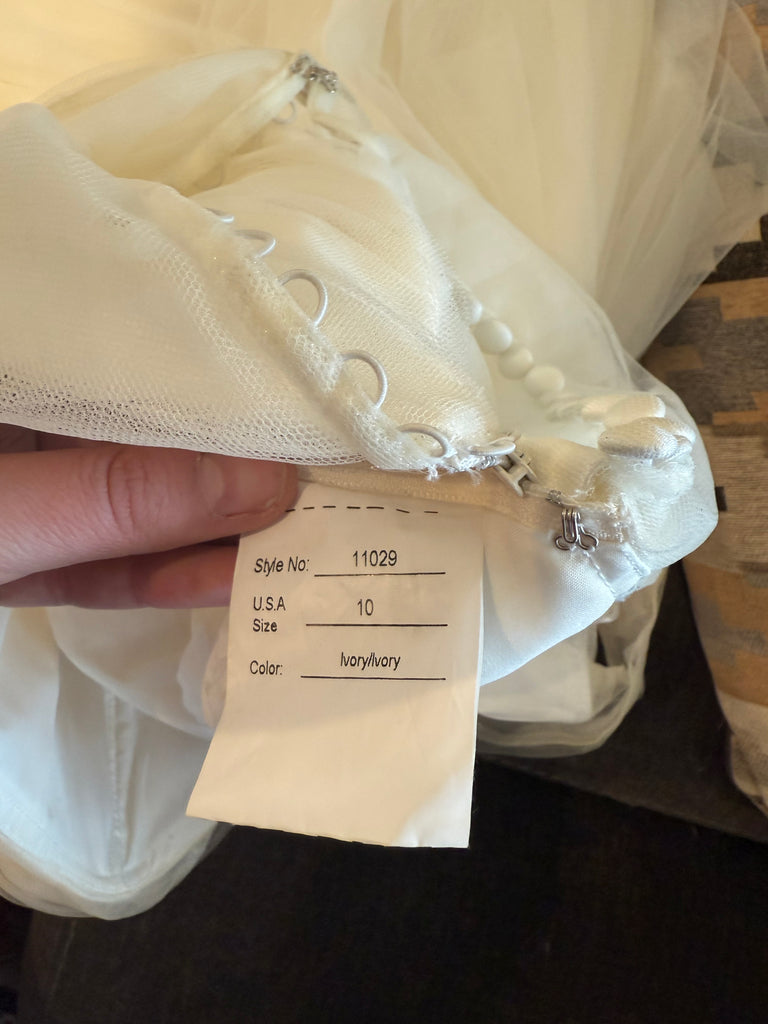 Style No: 11029
U.S.A Size 10
Color: Ivory/Ivory